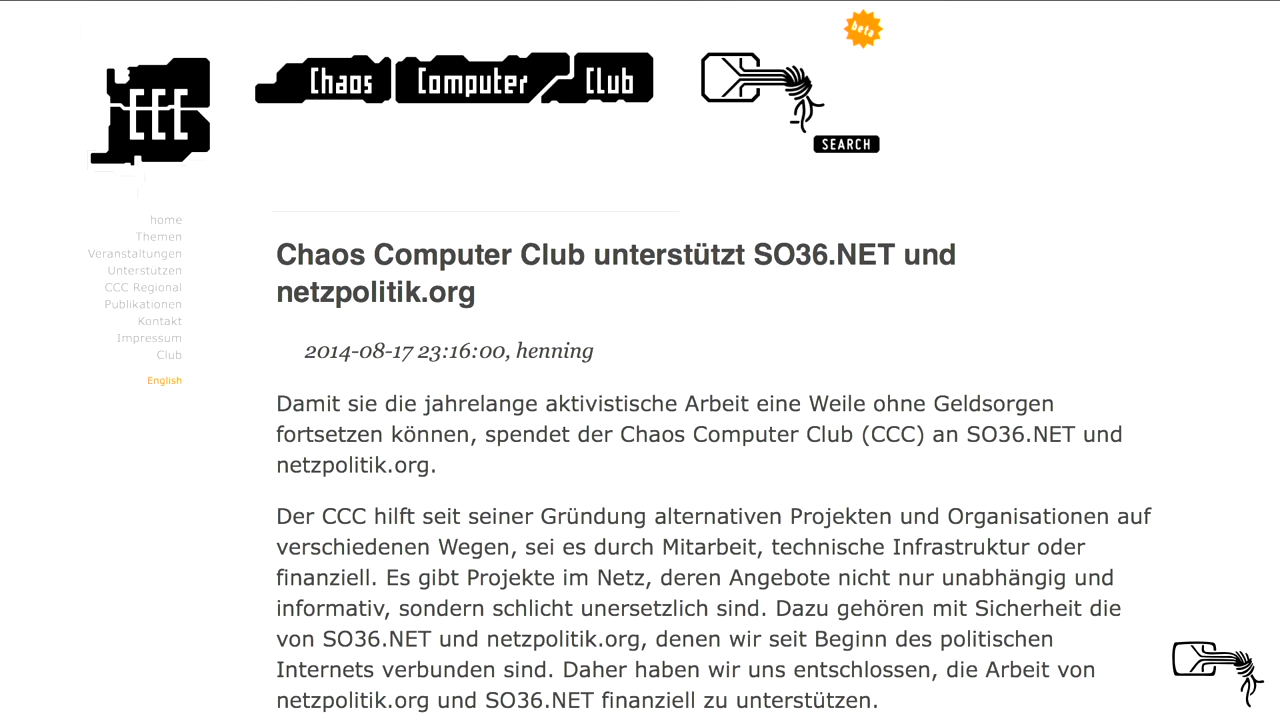 beta
CCC
Chaos Computer Club
SEARCH
home
Themen
Veranstaltungen
Unterstutzen
CCC Regional
Publikationen
Kontakt
Impressum
Club
English
Chaos Computer Club unterstützt SO36.NET und
netzpolitik.org
2014-08-17 23:16:00, henning
Damit sie die jahrelange aktivistische Arbeit eine Weile ohne Geldsorgen
fortsetzen können, spendet der Chaos Computer Club (CCC) an SO36.NET und
netzpolitik.org.
Der CCC hilft seit seiner Gründung alternativen Projekten und Organisationen auf
verschiedenen Wegen, sei es durch Mitarbeit, technische Infrastruktur oder
finanziell. Es gibt Projekte im Netz, deren Angebote nicht nur unabhängig und
informativ, sondern schlicht unersetzlich sind. Dazu gehören mit Sicherheit die
von SO36.NET und netzpolitik.org, denen wir seit Beginn des politischen
Internets verbunden sind. Daher haben wir uns entschlossen, die Arbeit von
netzpolitik.org und SO36.NET finanziell zu unterstützen.